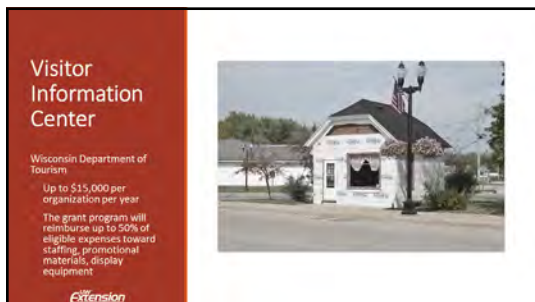 Visitor
Information
Center
Wisconsin Department of
Tourism
Up to $15,000 per
organization per year
The grant program will
reimburse up to 50% of
eligible expenses toward
staffing, promotional
materials, display
equipment
Extension